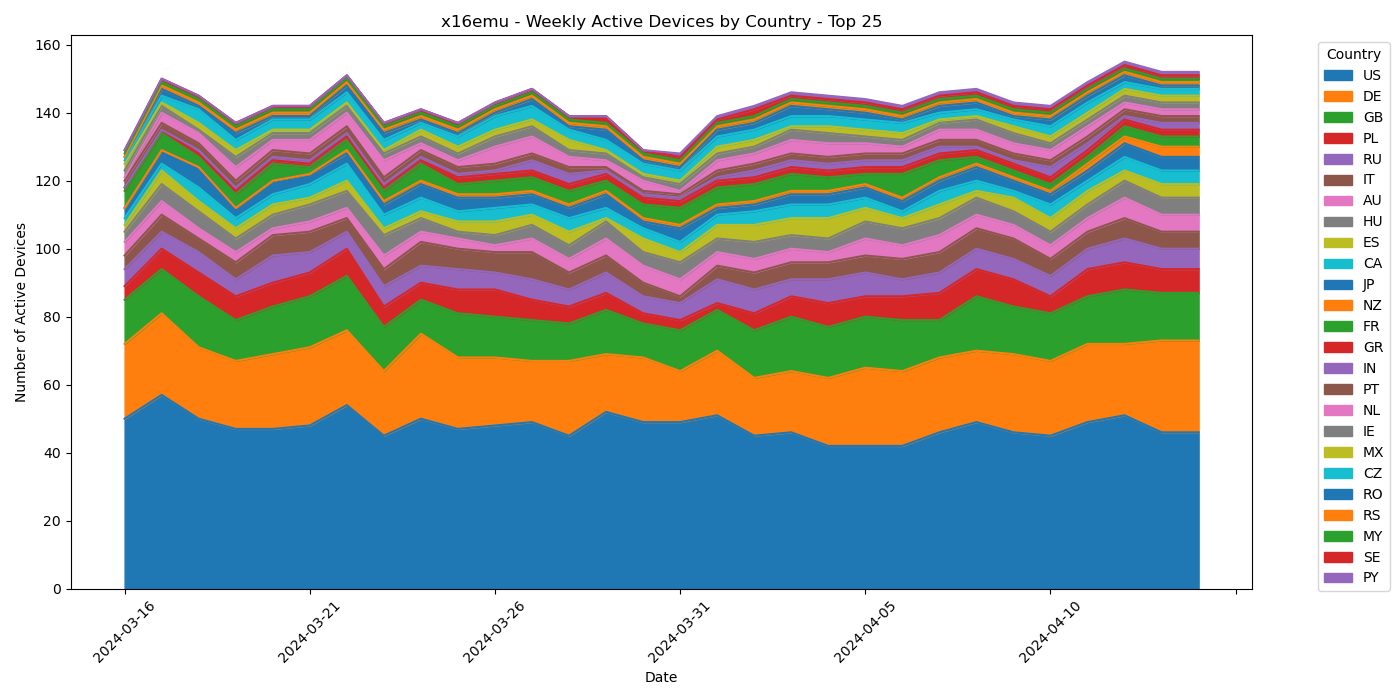 x16emu - Weekly Active Devices by Country - Top 25
Number of Active Devices
160
140
120
100
80
60
40
20
0
2024-03-16
2024-03-21
2024-03-26
2024-03-31
2024-04-05
2024-04-10
Date
Country
US
DE
GB
PL
RU
IT
AU
HU
ES
CA
JP
NZ
FR
GR
IN
PT
NL
IE
MX
CZ
RO
RS
MY
SE
PY